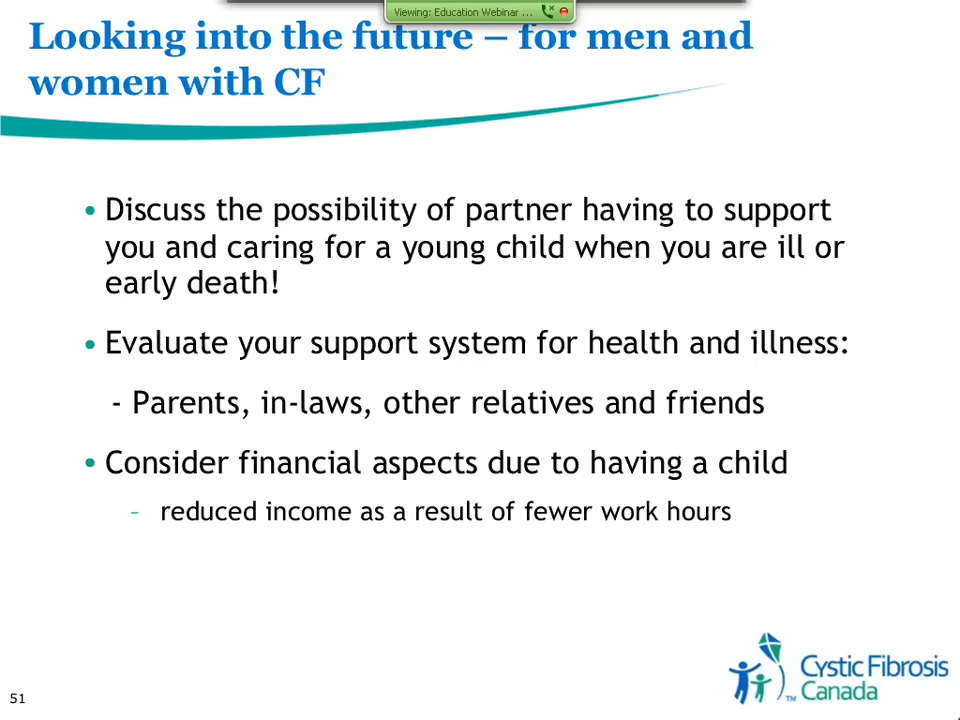 Viewing: Education Webinar ...
Looking into the future – for men and
women with CF
• Discuss the possibility of partner having to support
you and caring for a young child when you are ill or
early death!
• Evaluate your support system for health and illness:
- Parents, in-laws, other relatives and friends
• Consider financial aspects due to having a child
– reduced income as a result of fewer work hours
Cystic Fibrosis
™ Canada
51